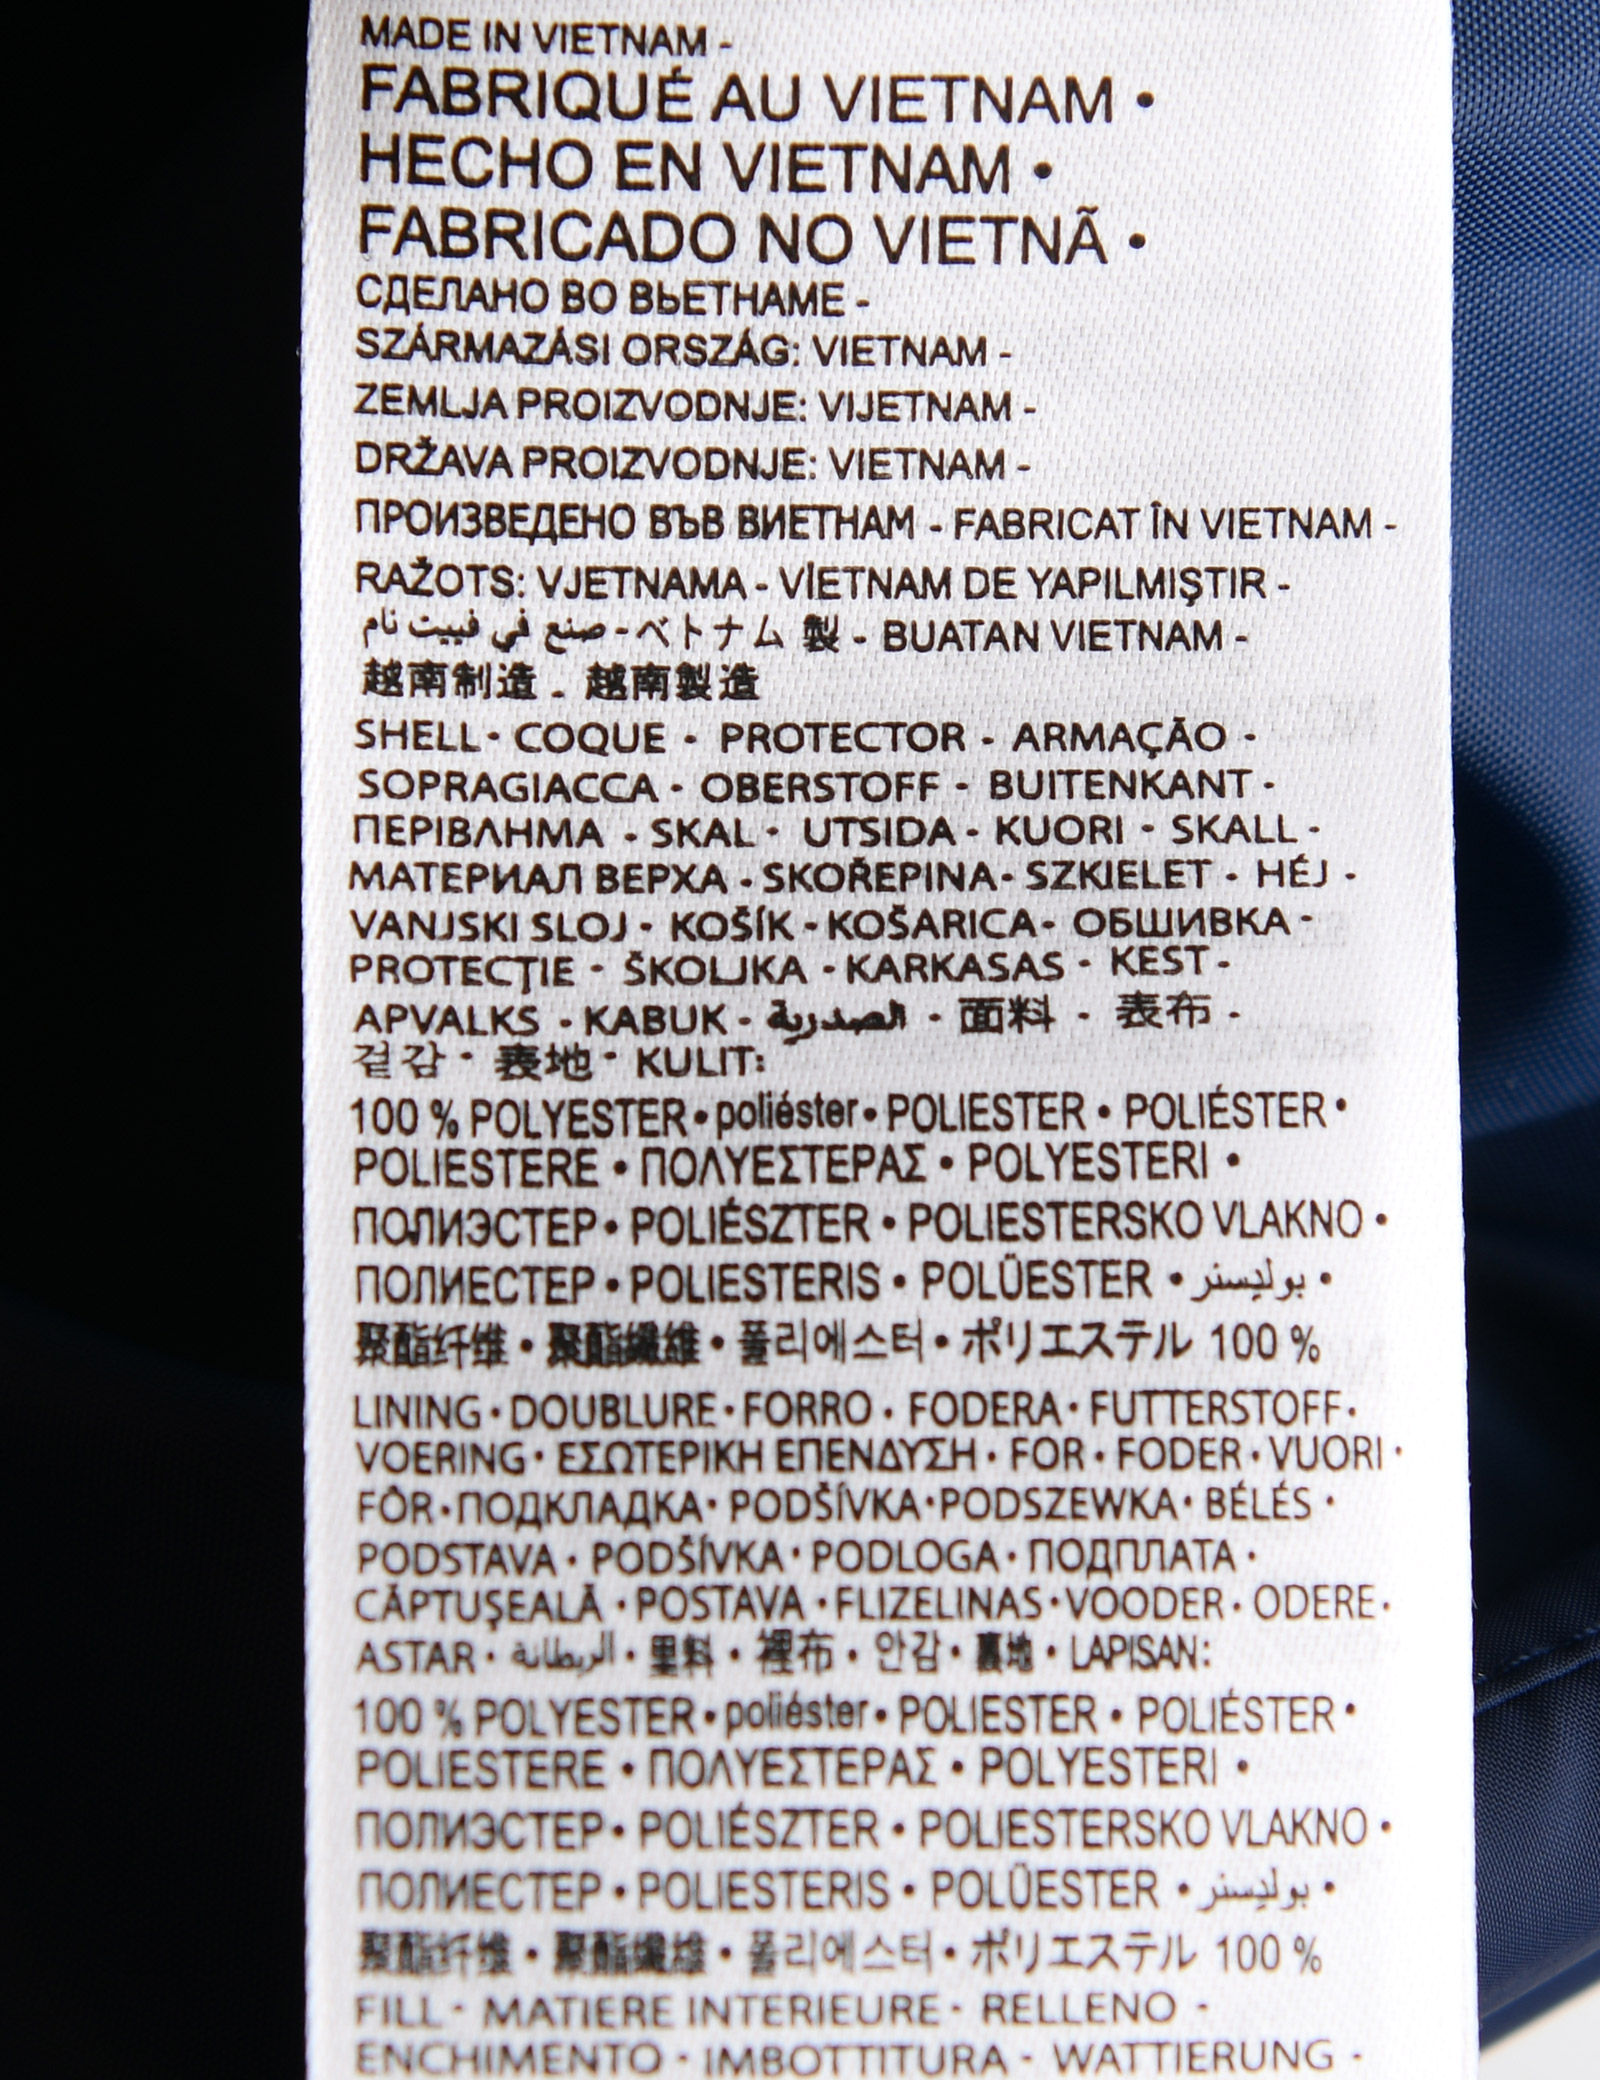 MADE IN VIETNAM -
FABRIQUÉ AU VIETNAM •
HECHO EN VIETNAM •
FABRICADO NO VIETNÃ •
СДЕЛАНО ВО ВЬЕТНАМЕ -
SZÁRMAZÁSI ORSZÁG: VIETNAM -
ZEMLJA PROIZVODNJE: VIJETNAM -
DRŽAVA PROIZVODNJE: VIETNAM -
ПРОИЗВЕДЕНО ВЪВ ВИЕТНАМ - FABRICAT ÎN VIETNAM -
RAŽOTS: VJETNAMA - VİETNAM DE YAPILMIŞTIR -
صنع في فييت نام - ベトナム 製 - BUATAN VIETNAM -
越南制造 - 越南製造
SHELL · COQUE · PROTECTOR · ARMAÇÃO ·
SOPRAGIACCA · OBERSTOFF · BUITENKANT ·
ΠΕΡΙΒΛΗΜΑ · SKAL · UTSIDA · KUORI · SKALL ·
МАТЕРИАЛ ВЕРХА · SKOŘEPINA · SZKIELET · HÉJ ·
VANJSKI SLOJ · KOŠÍK · KOŠARICA · ОБШИВКА ·
PROTECȚIE · ŠKOLJKA · KARKASAS · KEST ·
APVALKS · KABUK · الصدرية · 面料 · 表布 ·
겉감 · 表地 · KULIT:
100 % POLYESTER • poliéster • POLIESTER • POLIÉSTER •
POLIESTERE • ΠΟΛΥΕΣΤΕΡΑΣ • POLYESTERI •
ПОЛИЭСТЕР • POLIÉSZTER • POLIESTERSKO VLAKNO •
ПОЛИЕСТЕР • POLIESTERIS • POLÜESTER • بوليستر •
聚酯纤维 • 聚酯纖維 • 폴리에스터 • ポリエステル 100 %
LINING · DOUBLURE · FORRO · FODERA · FUTTERSTOFF ·
VOERING · ΕΣΩΤΕΡΙΚΗ ΕΠΕΝΔΥΣΗ · FOR · FODER · VUORI ·
FÔR · ПОДКЛАДКА · PODŠÍVKA · PODSZEWKA · BÉLÉS ·
PODSTAVA · PODŠÍVKA · PODLOGA · ПОДПЛАТА ·
CĂPTUŞEALĂ · POSTAVA · FLIZELINAS · VOODER · ODERE ·
ASTAR · البطانة · 里料 · 裡布 · 안감 · 裏地 · LAPISAN:
100 % POLYESTER • poliéster • POLIESTER • POLIÉSTER •
POLIESTERE • ΠΟΛΥΕΣΤΕΡΑΣ • POLYESTERI •
ПОЛИЭСТЕР • POLIÉSZTER • POLIESTERSKO VLAKNO •
ПОЛИЕСТЕР • POLIESTERIS • POLÜESTER • بوليستر •
聚酯纤维 • 聚酯纖維 • 폴리에스터 • ポリエステル 100 %
FILL · MATIERE INTERIEURE · RELLENO ·
ENCHIMENTO · IMBOTTITURA · WATTIERUNG ·